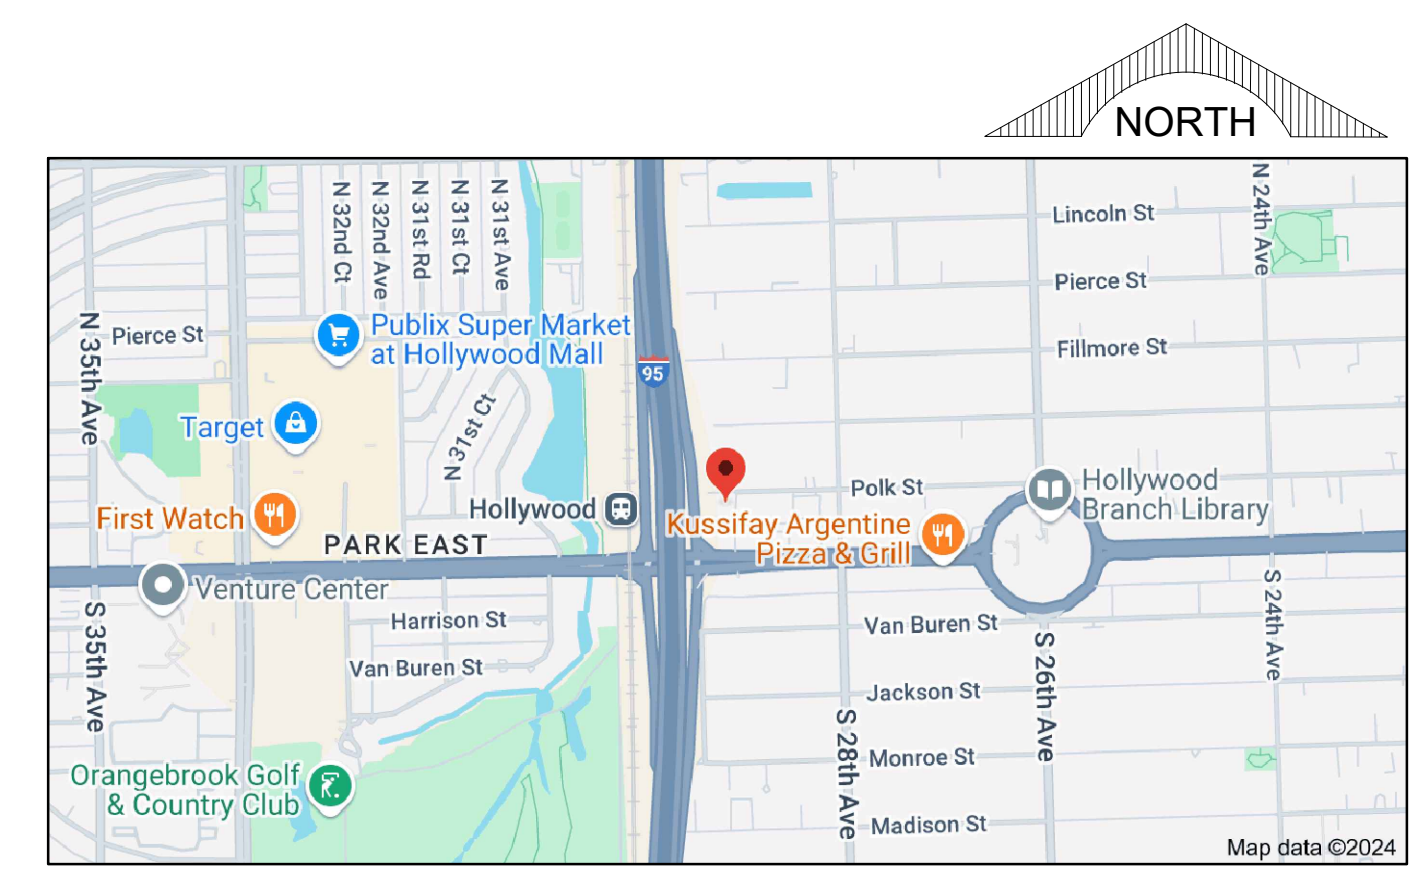 NORTH
N 32nd Ct
N 32nd Ave
N 31st Rd
N 31st Ct
N 31st Ave
N 24th Ave
Lincoln St
Pierce St
N 35th Ave
Pierce St
Publix Super Market
at Hollywood Mall
Fillmore St
95
Target
N 31st Ct
Hollywood
Branch Library
Polk St
Hollywood
First Watch
Kussifay Argentine
Pizza & Grill
PARK EAST
Venture Center
S 24th Ave
S 35th Ave
Harrison St
Van Buren St
S 26th Ave
Van Buren St
Jackson St
S 28th Ave
Monroe St
Orangebrook Golf
& Country Club
Madison St
Map data ©2024